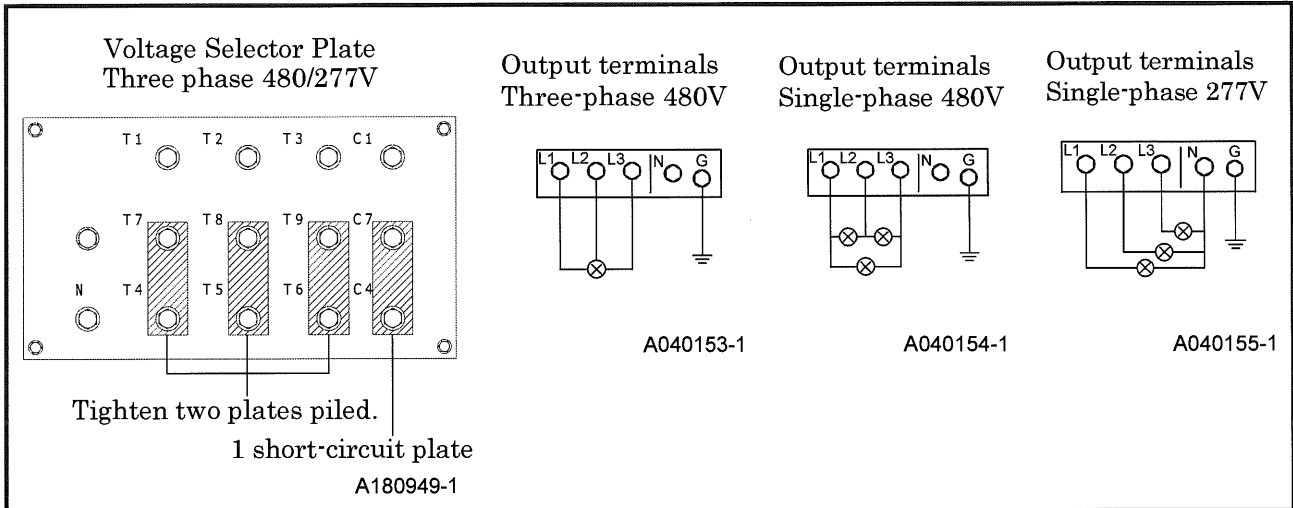 Voltage Selector Plate
Three phase 480/277V
T1 T2 T3 C1
T7 T8 T9 C7
N T4 T5 T6 C4
Tighten two plates piled.
1 short-circuit plate
A180949-1
Output terminals
Three-phase 480V
L1 L2 L3 N G
A040153-1
Output terminals
Single-phase 480V
L1 L2 L3 N G
A040154-1
Output terminals
Single-phase 277V
L1 L2 L3 N G
A040155-1